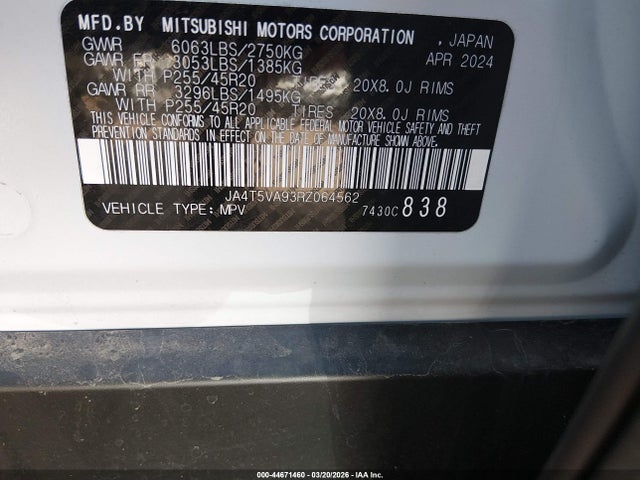 MFD.BY MITSUBISHI MOTORS CORPORATION , JAPAN
GVWR 6063LBS/2750KG APR 2024
GAWR FR 3053LBS/1385KG
WITH P255/45R20 TIRES 20X8.0J RIMS
GAWR RR 3296LBS/1495KG
WITH P255/45R20 TIRES 20X8.0J RIMS
THIS VEHICLE CONFORMS TO ALL APPLICABLE FEDERAL MOTOR VEHICLE SAFETY AND THEFT
PREVENTION STANDARDS IN EFFECT ON THE DATE OF MANUFACTURE SHOWN ABOVE.
JA4T5VA93RZ064562
VEHICLE TYPE: MPV 7430C 838
000-44671460 | 03/20/2026 | IAA Inc.